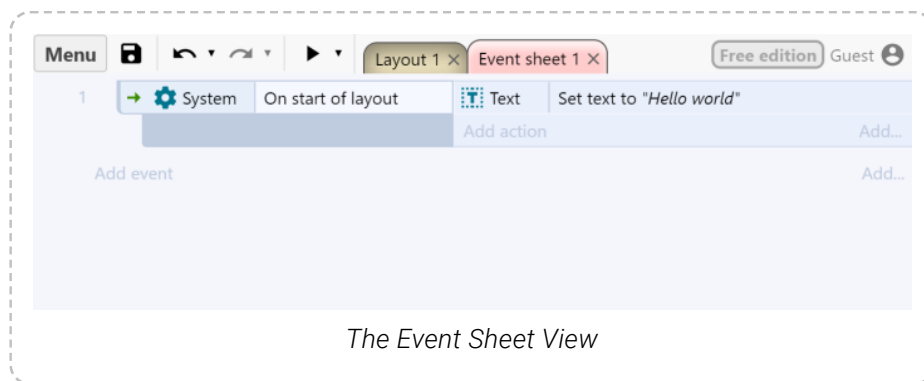 Menu Layout 1 × Event sheet 1 × Free edition Guest
1 System On start of layout Text Set text to "Hello world"
Add action Add...
Add event Add...
The Event Sheet View